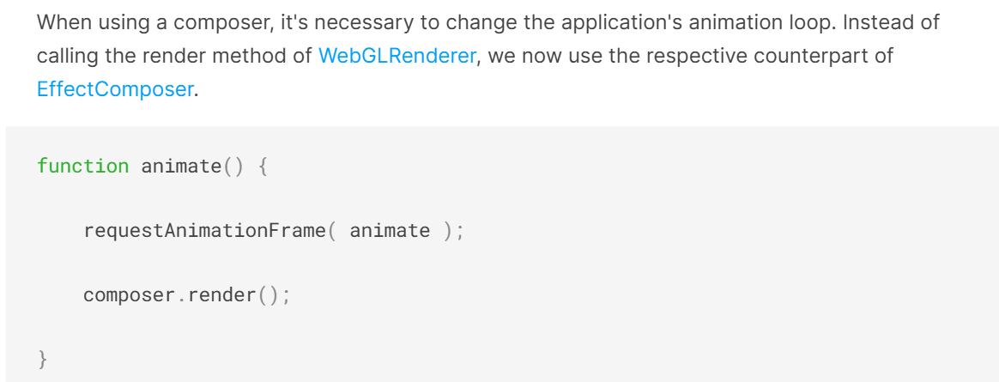 When using a composer, it's necessary to change the application's animation loop. Instead of
calling the render method of WebGLRenderer, we now use the respective counterpart of
EffectComposer.
function animate() {
    requestAnimationFrame( animate );
    composer.render();
}